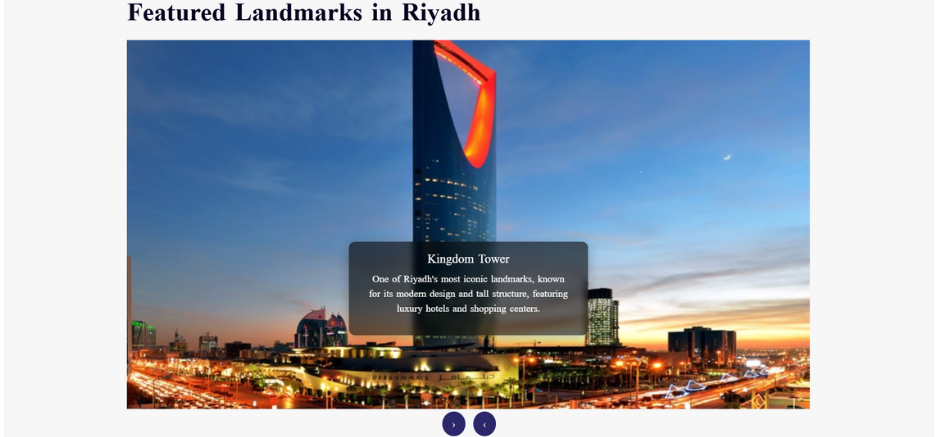 Featured Landmarks in Riyadh
Kingdom Tower
One of Riyadh's most iconic landmarks, known
for its modern design and tall structure, featuring
luxury hotels and shopping centers.
› ‹